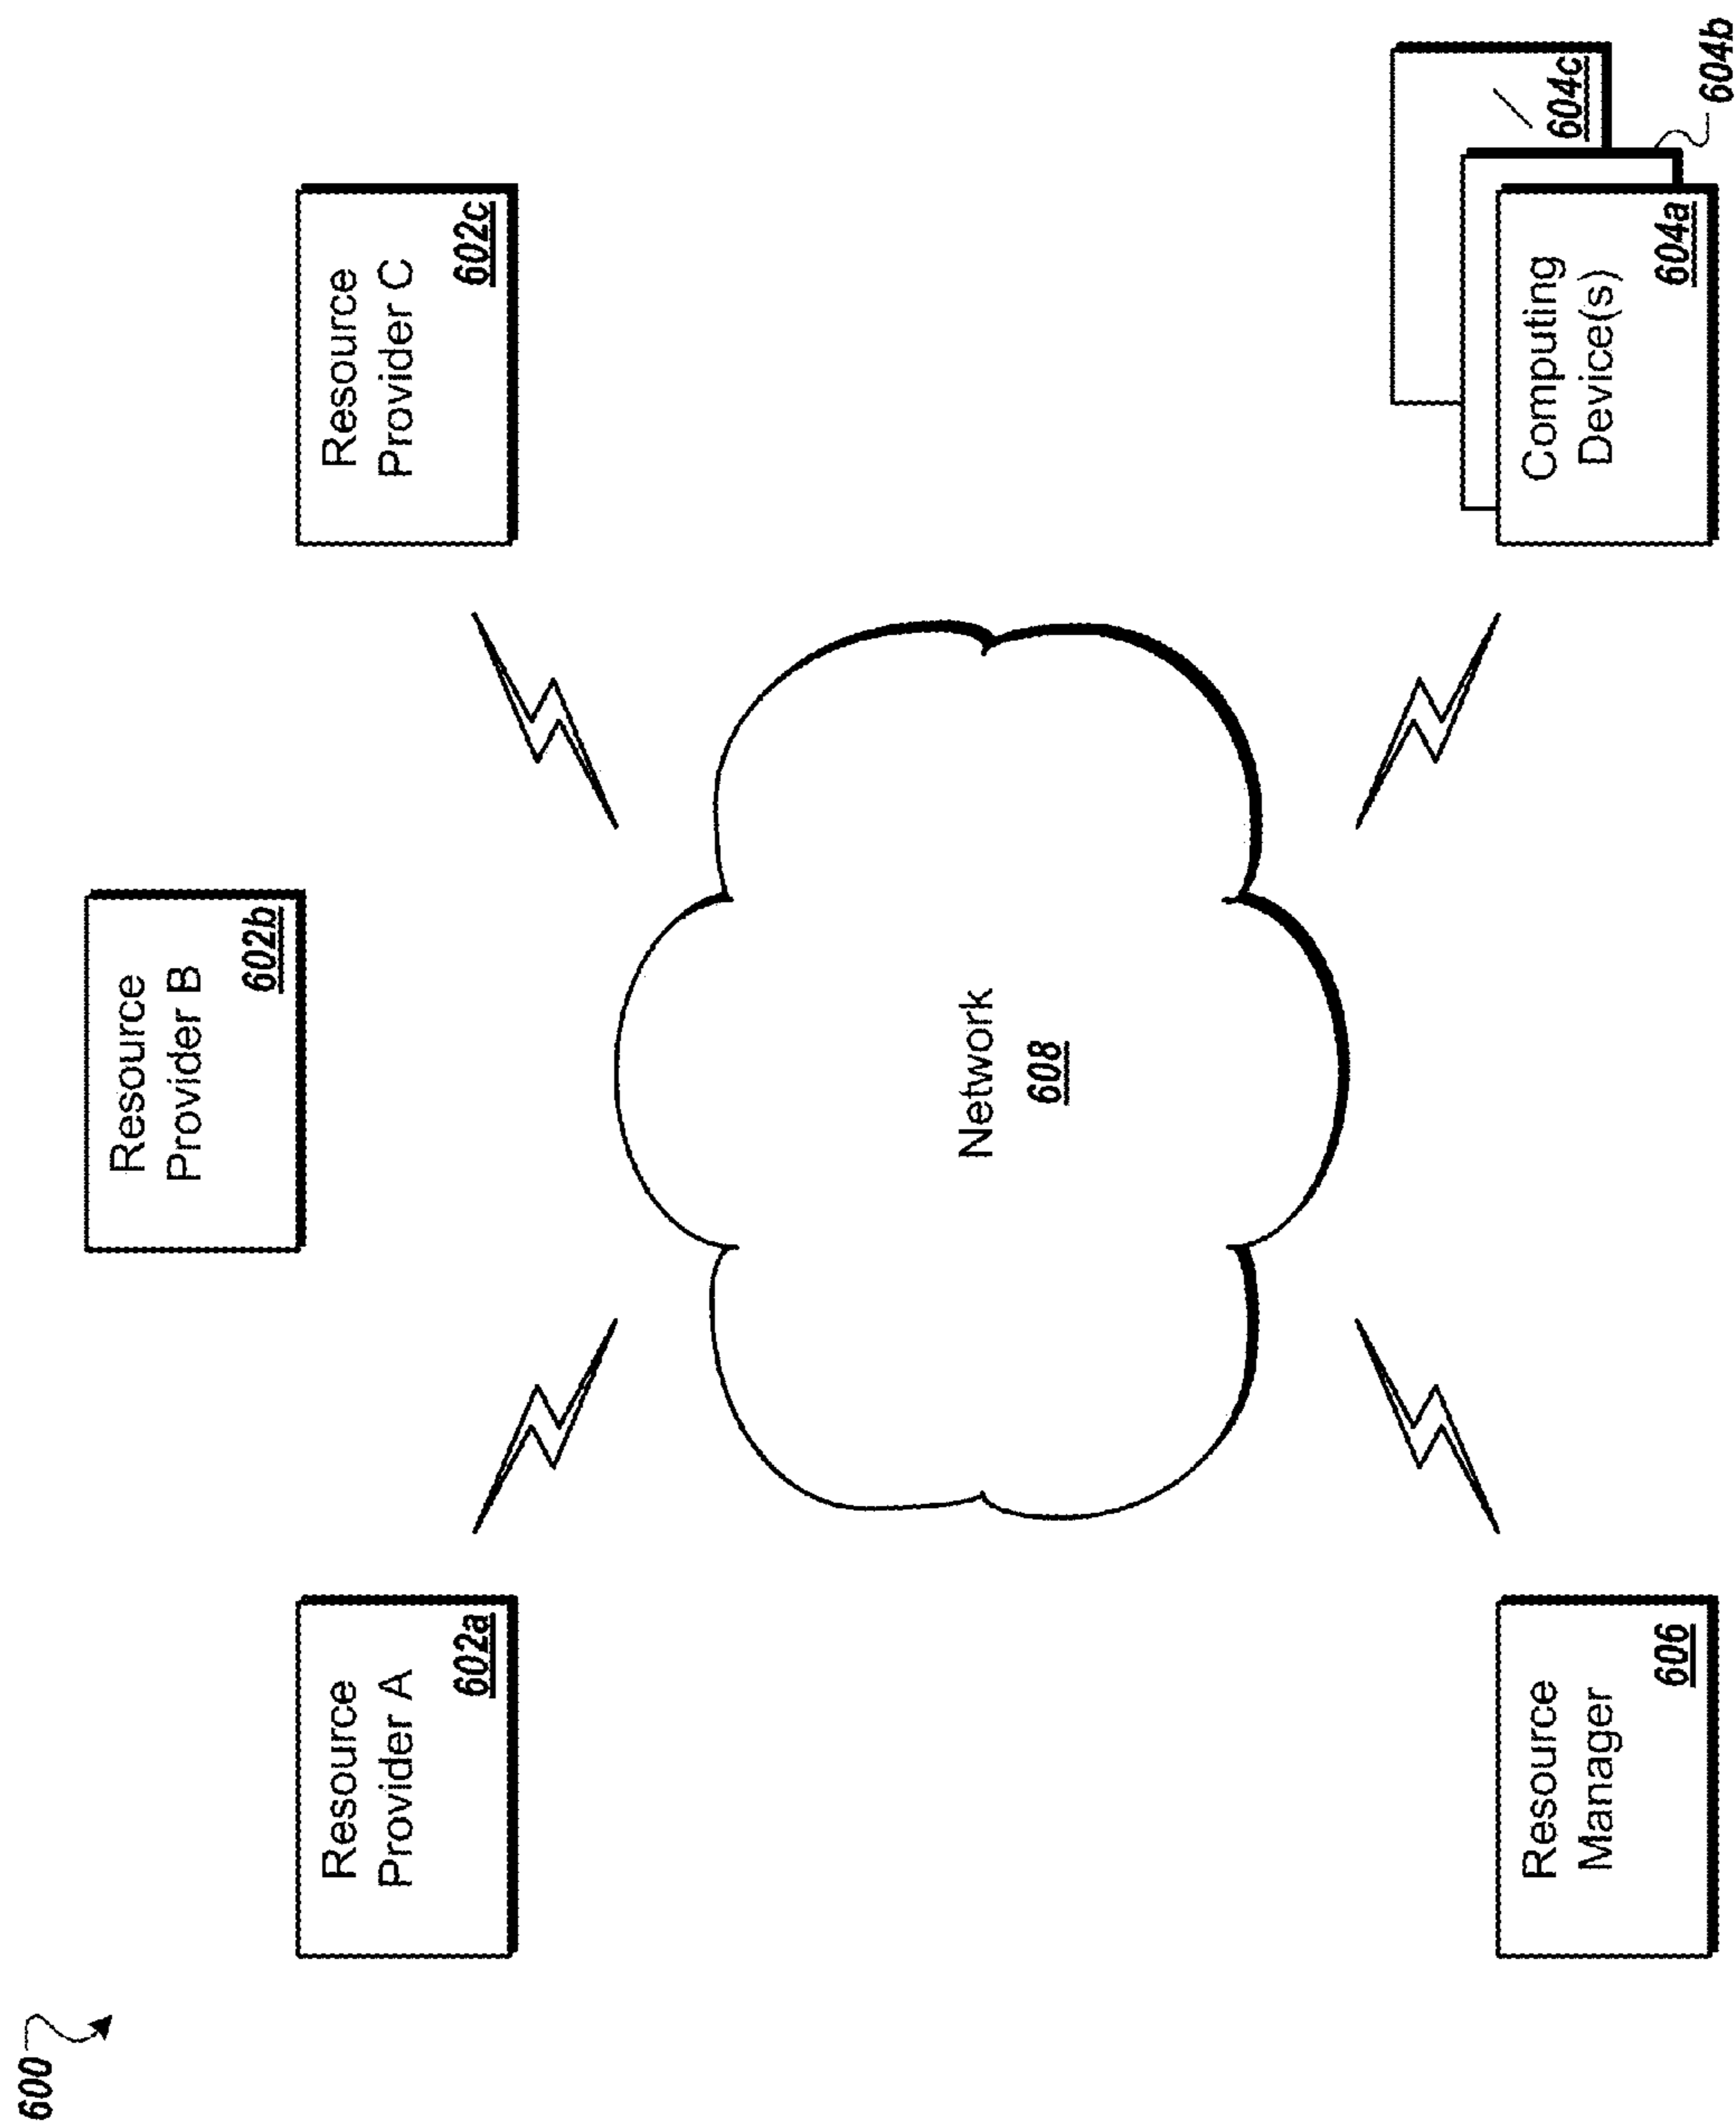 600
Resource
Provider B
602b
Resource
Provider A
602a
Resource
Provider C
602c
Network
608
Resource
Manager
606
604c
Computing
Device(s)
604a
604b